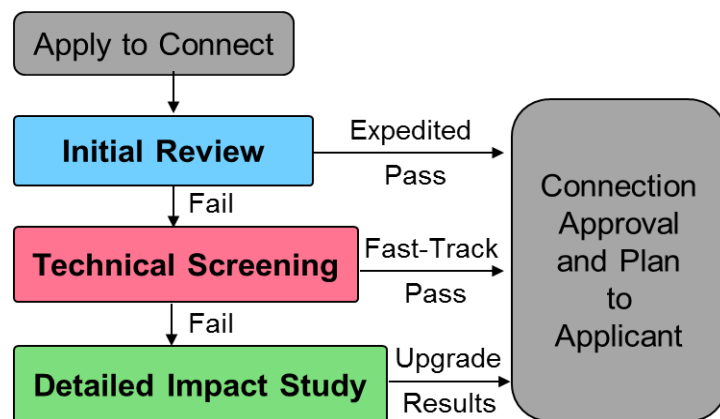 Apply to Connect
Initial Review
Expedited
Pass
Fail
Technical Screening
Fast-Track
Pass
Fail
Detailed Impact Study
Upgrade
Results
Connection
Approval
and Plan
to
Applicant